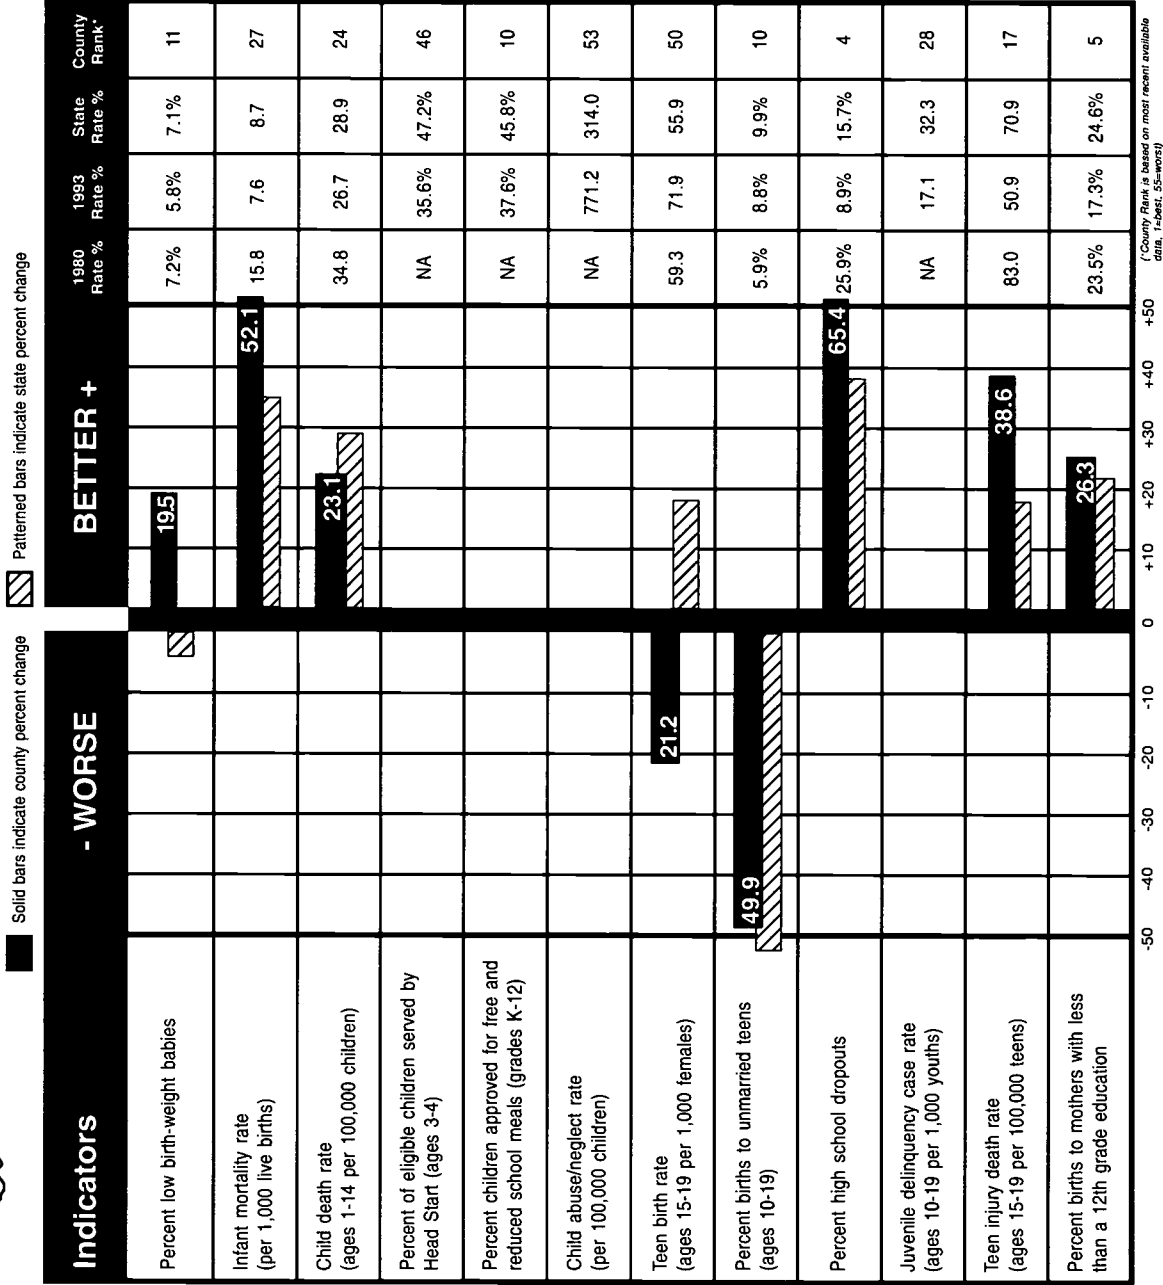 Solid bars indicate county percent change
Patterned bars indicate state percent change
Indicators
- WORSE
BETTER +
1980
Rate %
1993
Rate %
State
Rate %
County
Rank*
Percent low birth-weight babies
19.5
7.2%
5.8%
7.1%
11
Infant mortality rate
(per 1,000 live births)
52.1
15.8
7.6
8.7
27
Child death rate
(ages 1-14 per 100,000 children)
23.1
34.8
26.7
28.9
24
Percent of eligible children served by
Head Start (ages 3-4)
NA
35.6%
47.2%
46
Percent children approved for free and
reduced school meals (grades K-12)
NA
37.6%
45.8%
10
Child abuse/neglect rate
(per 100,000 children)
NA
771.2
314.0
53
Teen birth rate
(ages 15-19 per 1,000 females)
21.2
59.3
71.9
55.9
50
Percent births to unmarried teens
(ages 10-19)
49.9
5.9%
8.8%
9.9%
10
Percent high school dropouts
65.4
25.9%
8.9%
15.7%
4
Juvenile delinquency case rate
(ages 10-19 per 1,000 youths)
NA
17.1
32.3
28
Teen injury death rate
(ages 15-19 per 100,000 teens)
38.6
83.0
50.9
70.9
17
Percent births to mothers with less
than a 12th grade education
26.3
23.5%
17.3%
24.6%
5
-50
-40
-30
-20
-10
0
+10
+20
+30
+40
+50
(*County Rank is based on most recent available
data, 1=best, 55=worst)